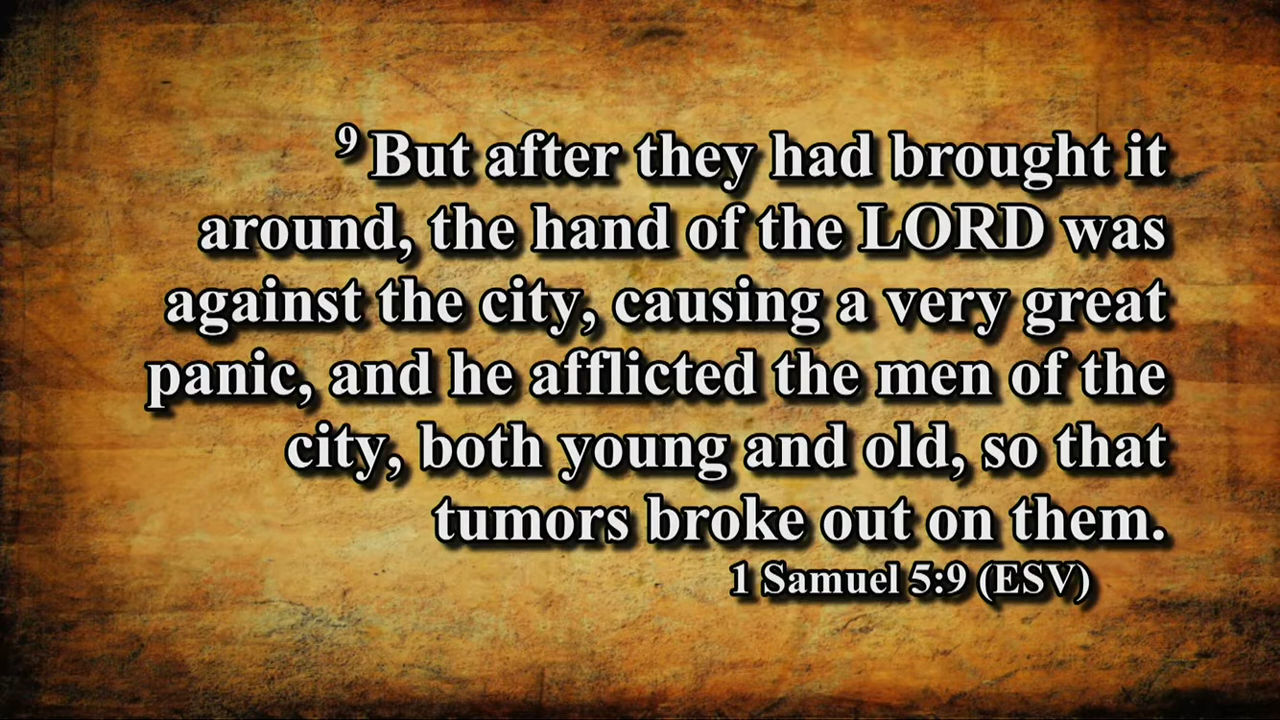 ⁹ But after they had brought it
around, the hand of the LORD was
against the city, causing a very great
panic, and he afflicted the men of the
city, both young and old, so that
tumors broke out on them.
1 Samuel 5:9 (ESV)